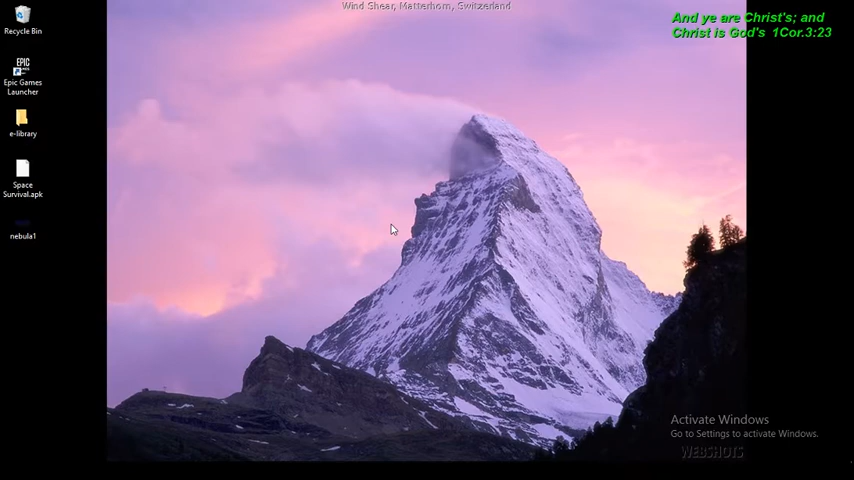 Wind Shear, Matterhorn, Switzerland
And ye are Christ's; and
Christ is God's 1Cor.3:23
Recycle Bin
EPIC
Epic Games
Launcher
e-library
Space
Survival.apk
nebula1
Activate Windows
Go to Settings to activate Windows.
WEBSHOTS